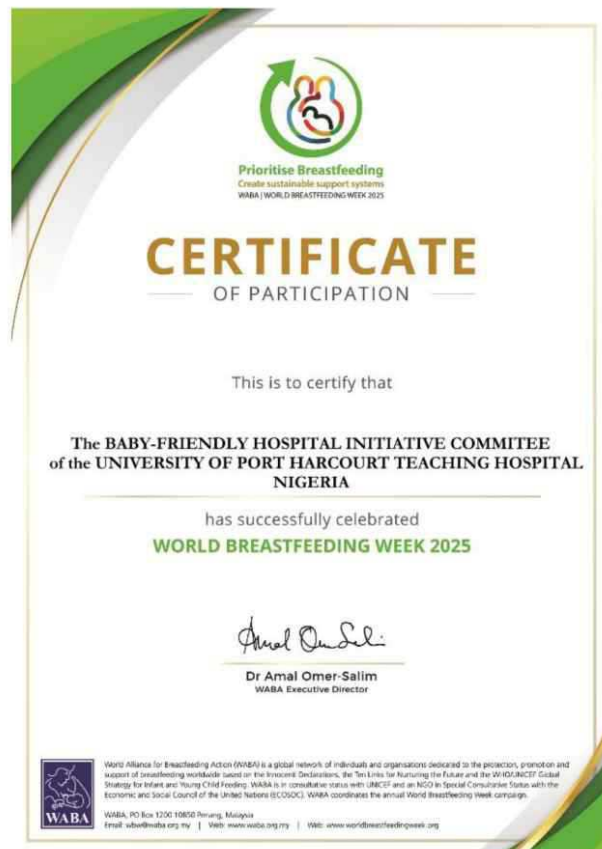 Prioritise Breastfeeding
Create sustainable support systems
WABA | WORLD BREASTFEEDING WEEK 2025
CERTIFICATE
OF PARTICIPATION
This is to certify that
The BABY-FRIENDLY HOSPITAL INITIATIVE COMMITEE
of the UNIVERSITY OF PORT HARCOURT TEACHING HOSPITAL
NIGERIA
has successfully celebrated
WORLD BREASTFEEDING WEEK 2025
Amal Omer-Salim
Dr Amal Omer-Salim
WABA Executive Director
WABA
World Alliance for Breastfeeding Action (WABA) is a global network of individuals and organisations dedicated to the protection, promotion and
support of breastfeeding worldwide based on the Innocenti Declarations, the Ten Links for Nurturing the Future and the WHO/UNICEF Global
Strategy for Infant and Young Child Feeding. WABA is in consultative status with UNICEF and an NGO in Special Consultative Status with the
Economic and Social Council of the United Nations (ECOSOC). WABA coordinates the annual World Breastfeeding Week campaign.
WABA, PO Box 1200 10850 Penang, Malaysia
Email: wbw@waba.org.my | Web: www.waba.org.my | Web: www.worldbreastfeedingweek.org